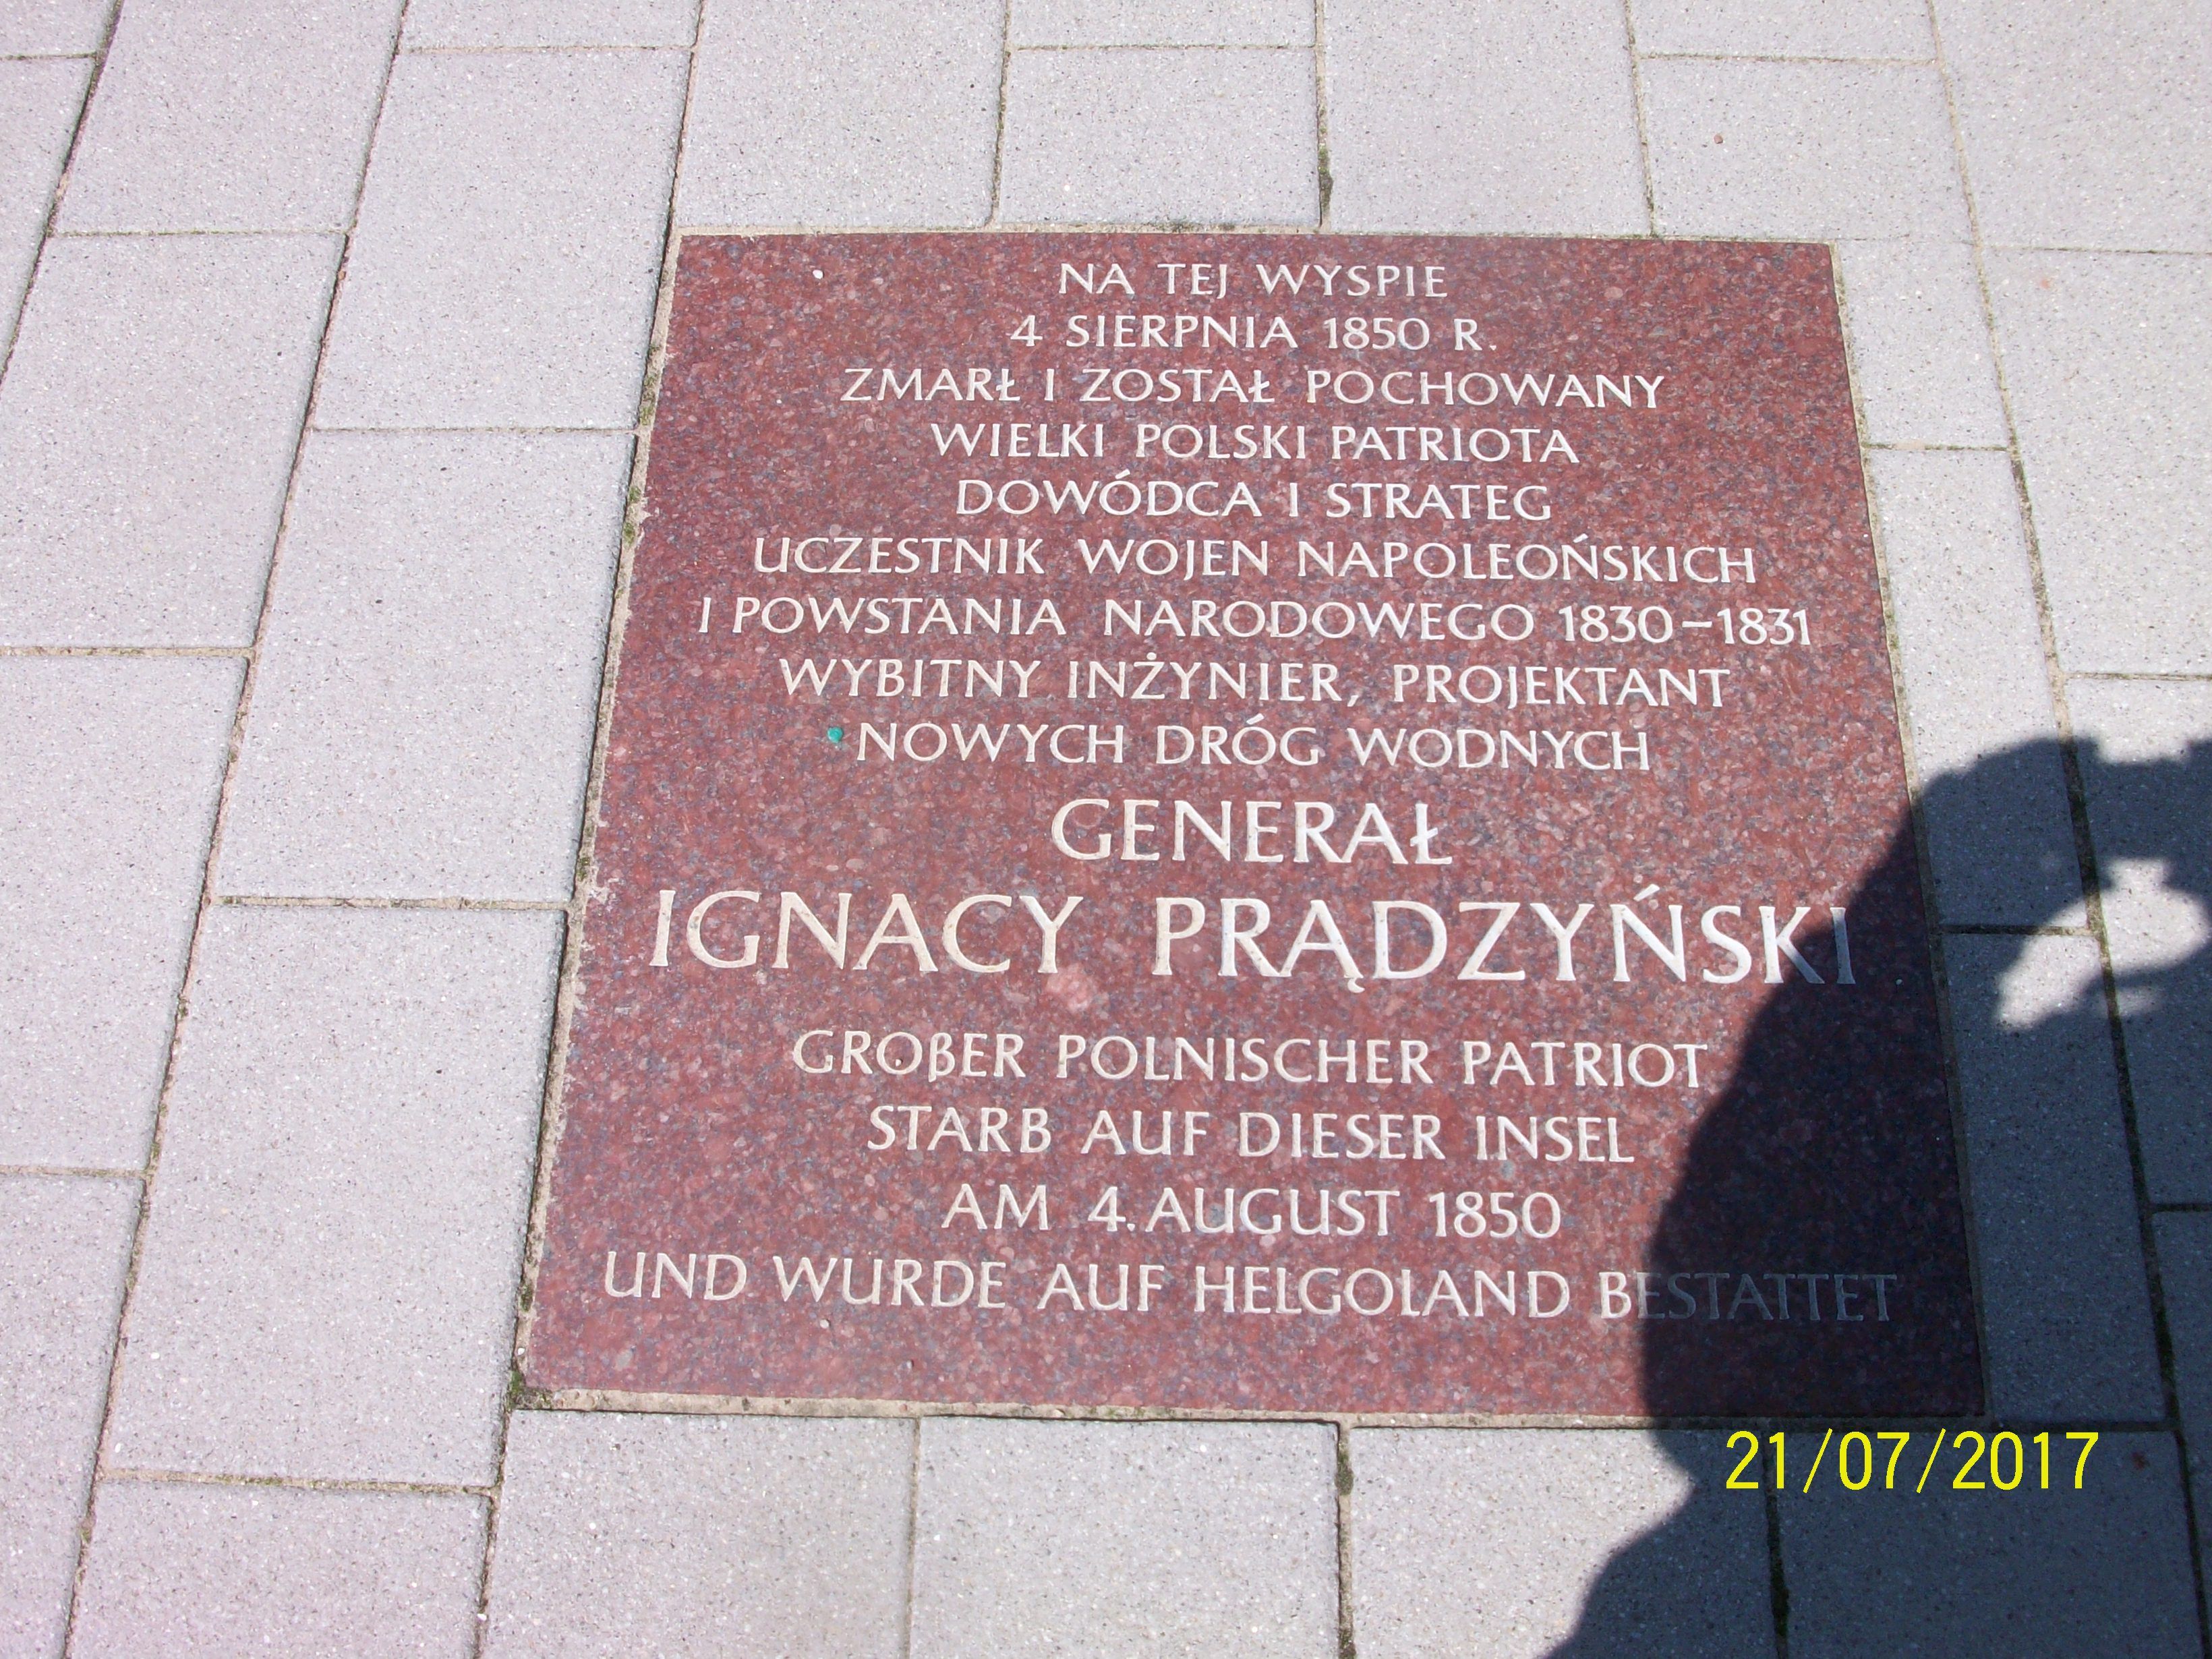 NA TEJ WYSPIE
4 SIERPNIA 1850 R.
ZMARŁ I ZOSTAŁ POCHOWANY
WIELKI POLSKI PATRIOTA
DOWÓDCA I STRATEG
UCZESTNIK WOJEN NAPOLEOŃSKICH
I POWSTANIA NARODOWEGO 1830–1831
WYBITNY INŻYNIER, PROJEKTANT
NOWYCH DRÓG WODNYCH
GENERAŁ
IGNACY PRĄDZYŃSKI
GROßER POLNISCHER PATRIOT
STARB AUF DIESER INSEL
AM 4. AUGUST 1850
UND WURDE AUF HELGOLAND BESTATTET
21/07/2017